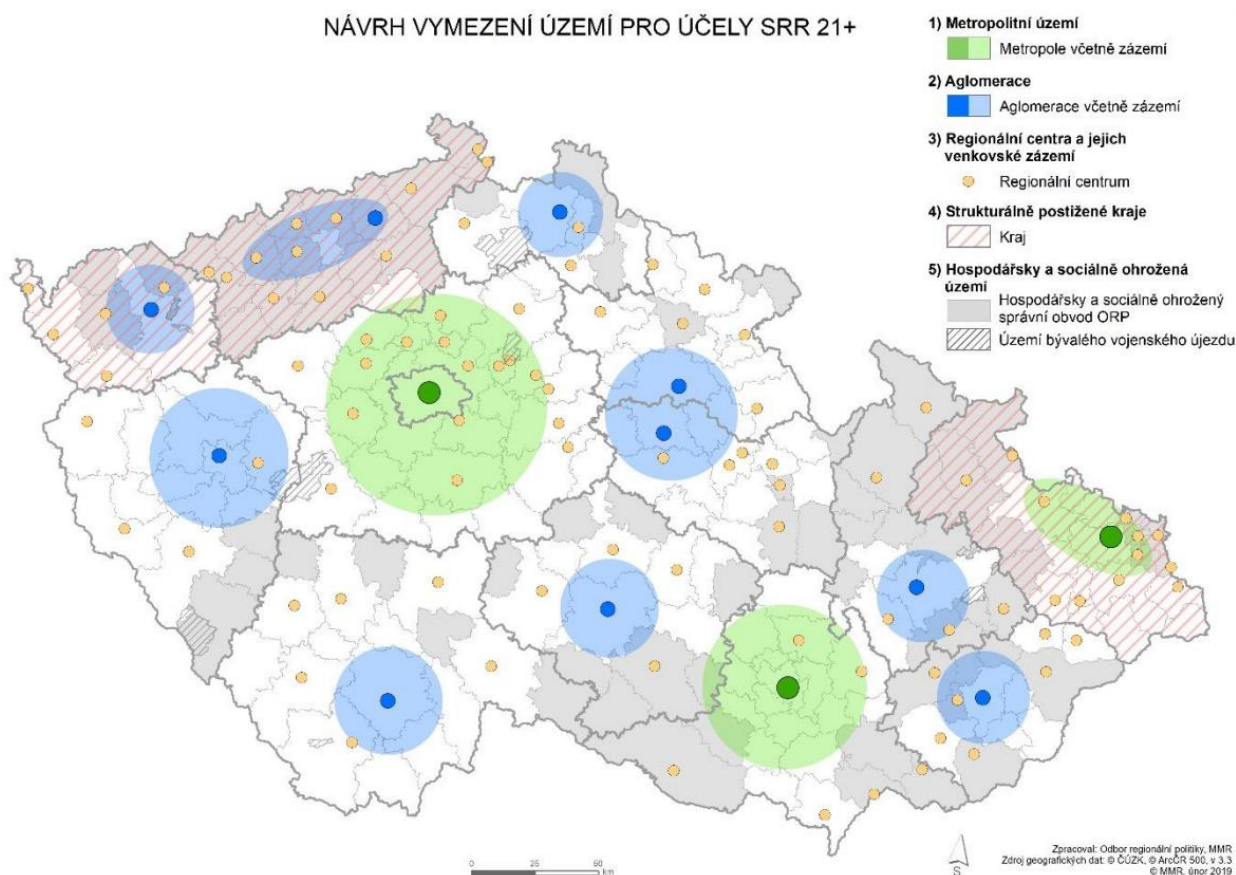 NÁVRH VYMEZENÍ ÚZEMÍ PRO ÚČELY SRR 21+
1) Metropolitní území
Metropole včetně zázemí
2) Aglomerace
Aglomerace včetně zázemí
3) Regionální centra a jejich
venkovské zázemí
Regionální centrum
4) Strukturálně postižené kraje
Kraj
5) Hospodářsky a sociálně ohrožená
území
Hospodářsky a sociálně ohrožený
správní obvod ORP
Území bývalého vojenského újezdu
0 25 50
km
S
Zpracoval: Odbor regionální politiky, MMR
Zdroj geografických dat: © ČÚZK, © ArcČR 500, v 3.3
© MMR, únor 2019